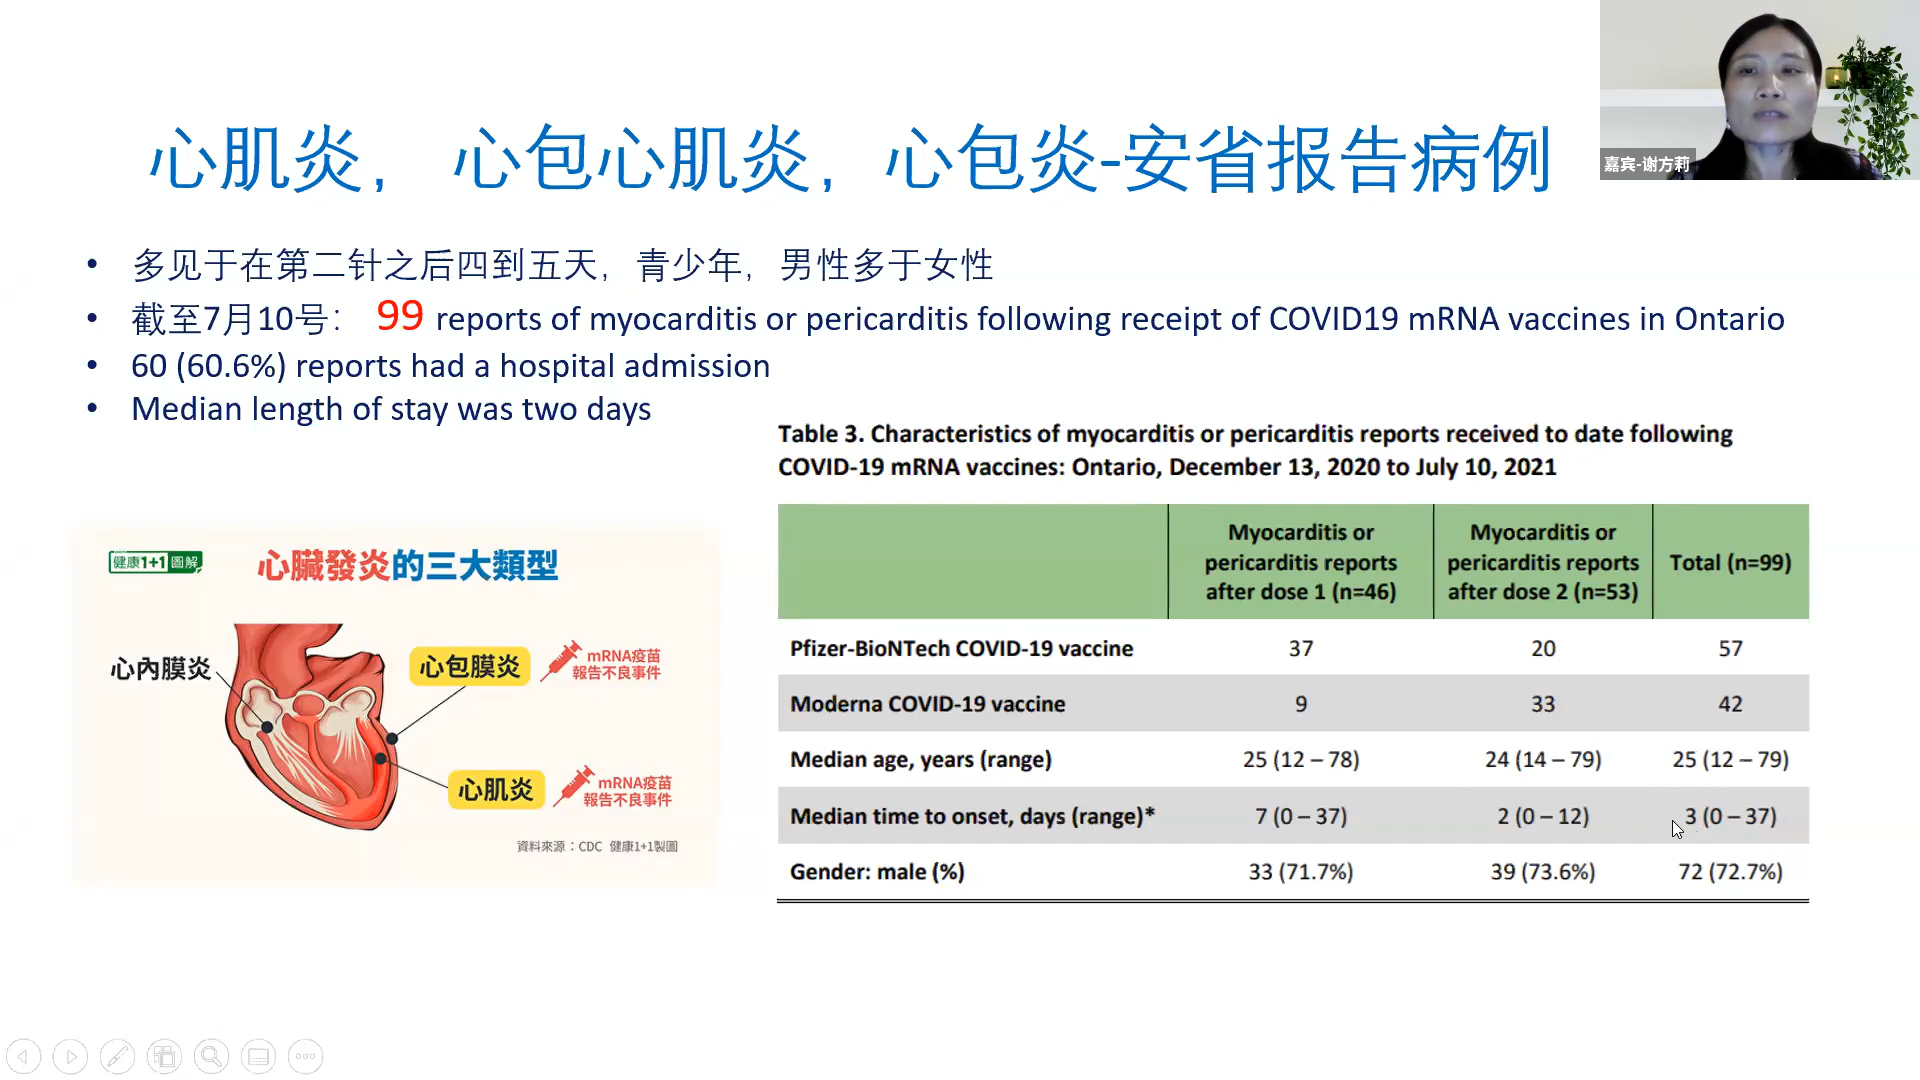 心肌炎， 心包心肌炎，心包炎-安省报告病例
嘉宾-谢方莉
• 多见于在第二针之后四到五天，青少年，男性多于女性
• 截至7月10号： 99 reports of myocarditis or pericarditis following receipt of COVID19 mRNA vaccines in Ontario
• 60 (60.6%) reports had a hospital admission
• Median length of stay was two days
Table 3. Characteristics of myocarditis or pericarditis reports received to date following
COVID-19 mRNA vaccines: Ontario, December 13, 2020 to July 10, 2021
Myocarditis or
pericarditis reports
after dose 1 (n=46)
Myocarditis or
pericarditis reports
after dose 2 (n=53)
Total (n=99)
Pfizer-BioNTech COVID-19 vaccine 37 20 57
Moderna COVID-19 vaccine 9 33 42
Median age, years (range) 25 (12 – 78) 24 (14 – 79) 25 (12 – 79)
Median time to onset, days (range)* 7 (0 – 37) 2 (0 – 12) 3 (0 – 37)
Gender: male (%) 33 (71.7%) 39 (73.6%) 72 (72.7%)
健康1+1圖解
心臟發炎的三大類型
心內膜炎
心包膜炎
mRNA疫苗
報告不良事件
心肌炎
mRNA疫苗
報告不良事件
資料來源：CDC 健康1+1製圖